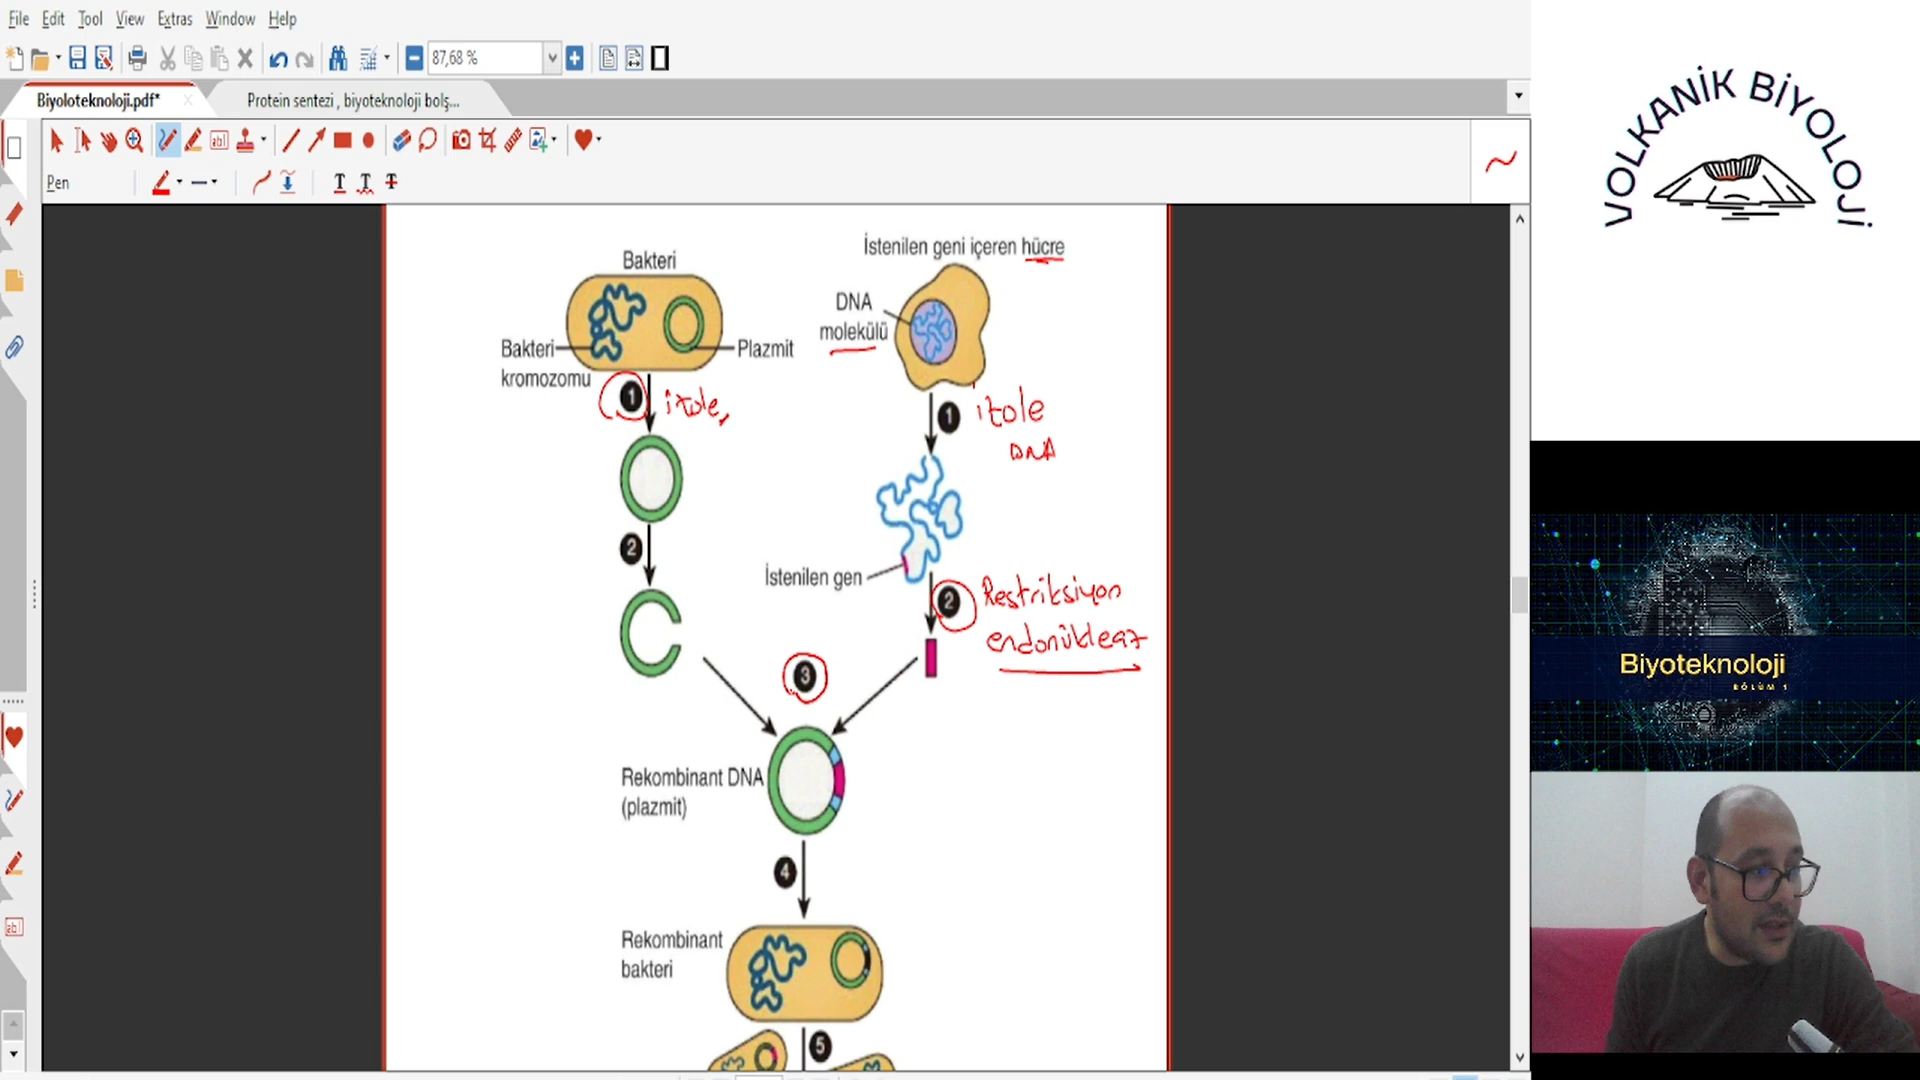 File Edit Tool View Extras Window Help
87,68 %
Biyoloteknoloji.pdf*
Protein sentezi , biyoteknoloji bolş...
Pen
VOLKANİK BİYOLOJİ
Bakteri
İstenilen geni içeren hücre
DNA
molekülü
Bakteri
kromozomu
Plazmit
1
izole
1
izole
DNA
2
İstenilen gen
2
Restriksiyon
endonükleaz
3
Rekombinant DNA
(plazmit)
4
Rekombinant
bakteri
5
Biyoteknoloji
BÖLÜM 1